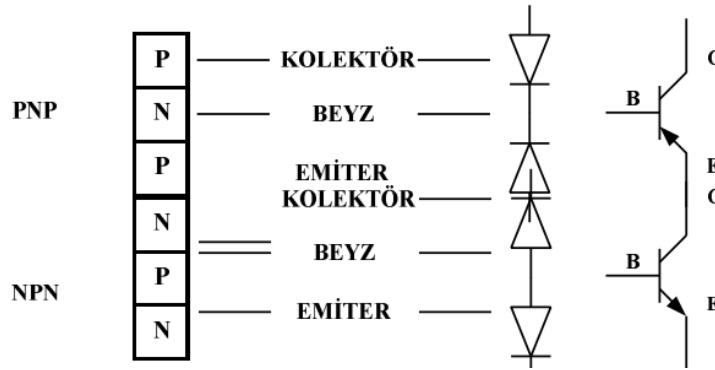 P KOLEKTÖR
PNP N BEYZ B
P EMİTER E
N KOLEKTÖR
P BEYZ B
NPN N EMİTER E